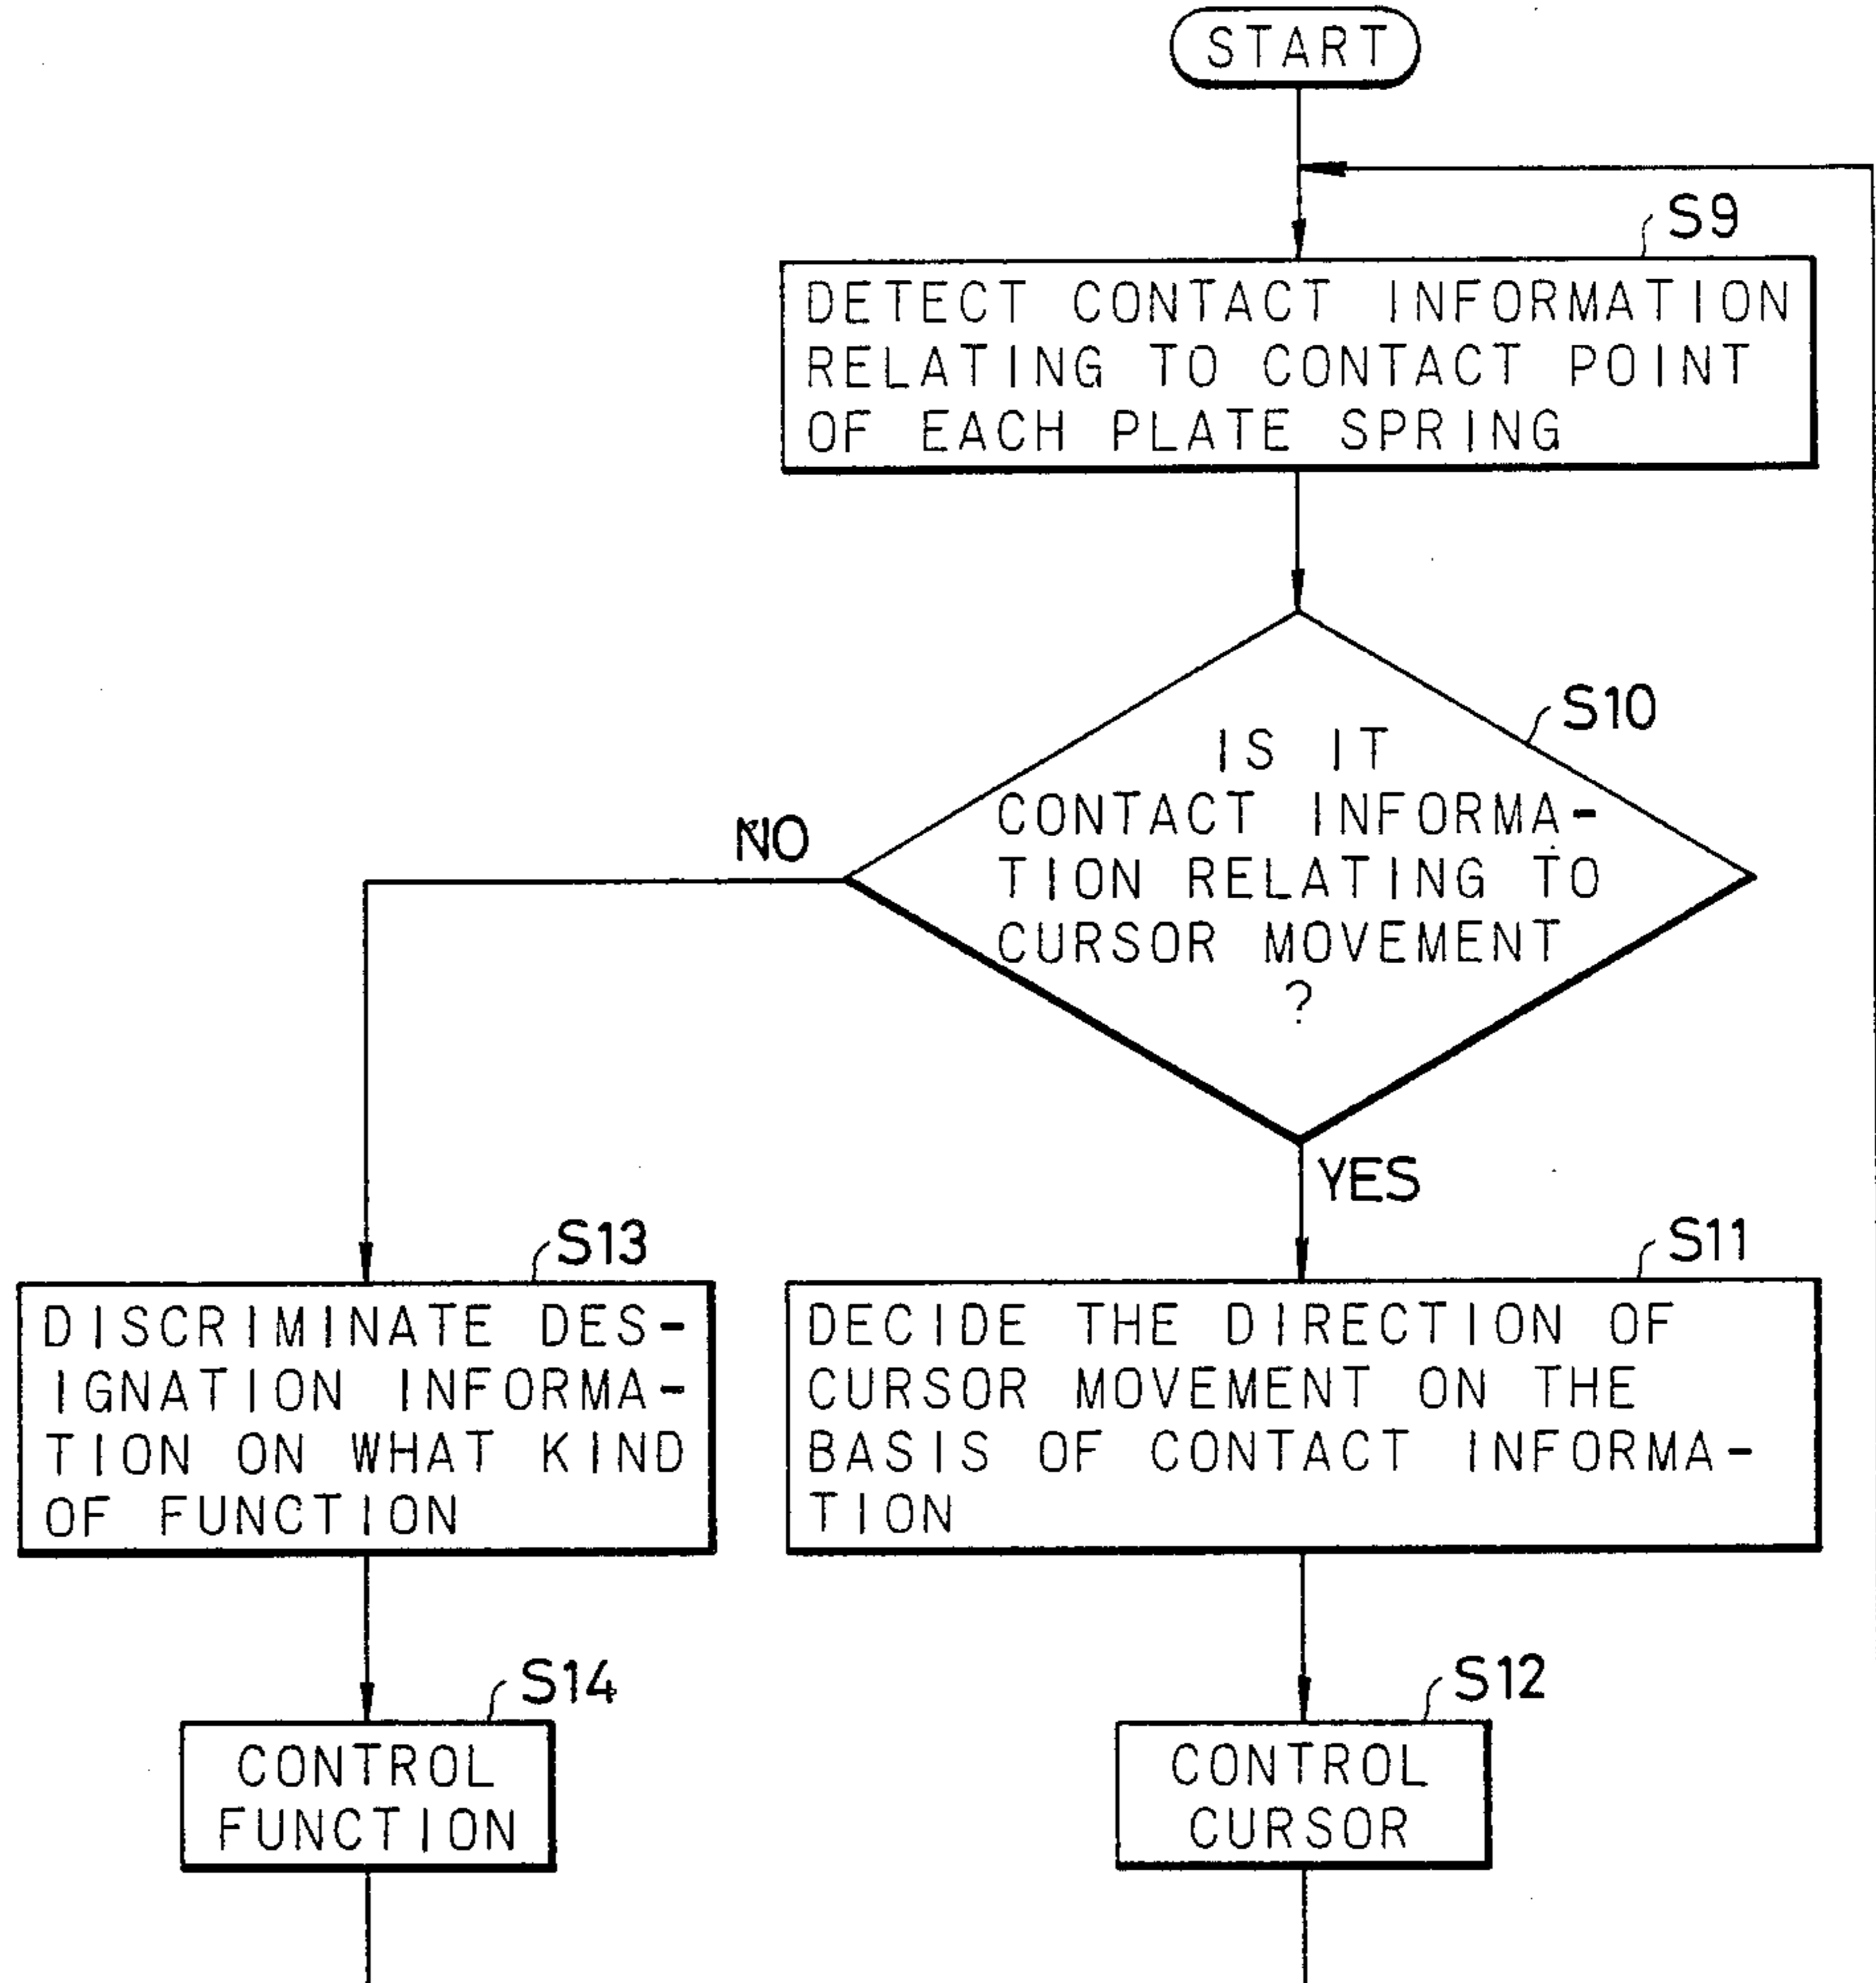 START
S9
DETECT CONTACT INFORMATION
RELATING TO CONTACT POINT
OF EACH PLATE SPRING
S10
IS IT
CONTACT INFORMA-
TION RELATING TO
CURSOR MOVEMENT
?
NO
YES
S13
DISCRIMINATE DES-
IGNATION INFORMA-
TION ON WHAT KIND
OF FUNCTION
S11
DECIDE THE DIRECTION OF
CURSOR MOVEMENT ON THE
BASIS OF CONTACT INFORMA-
TION
S14
CONTROL
FUNCTION
S12
CONTROL
CURSOR